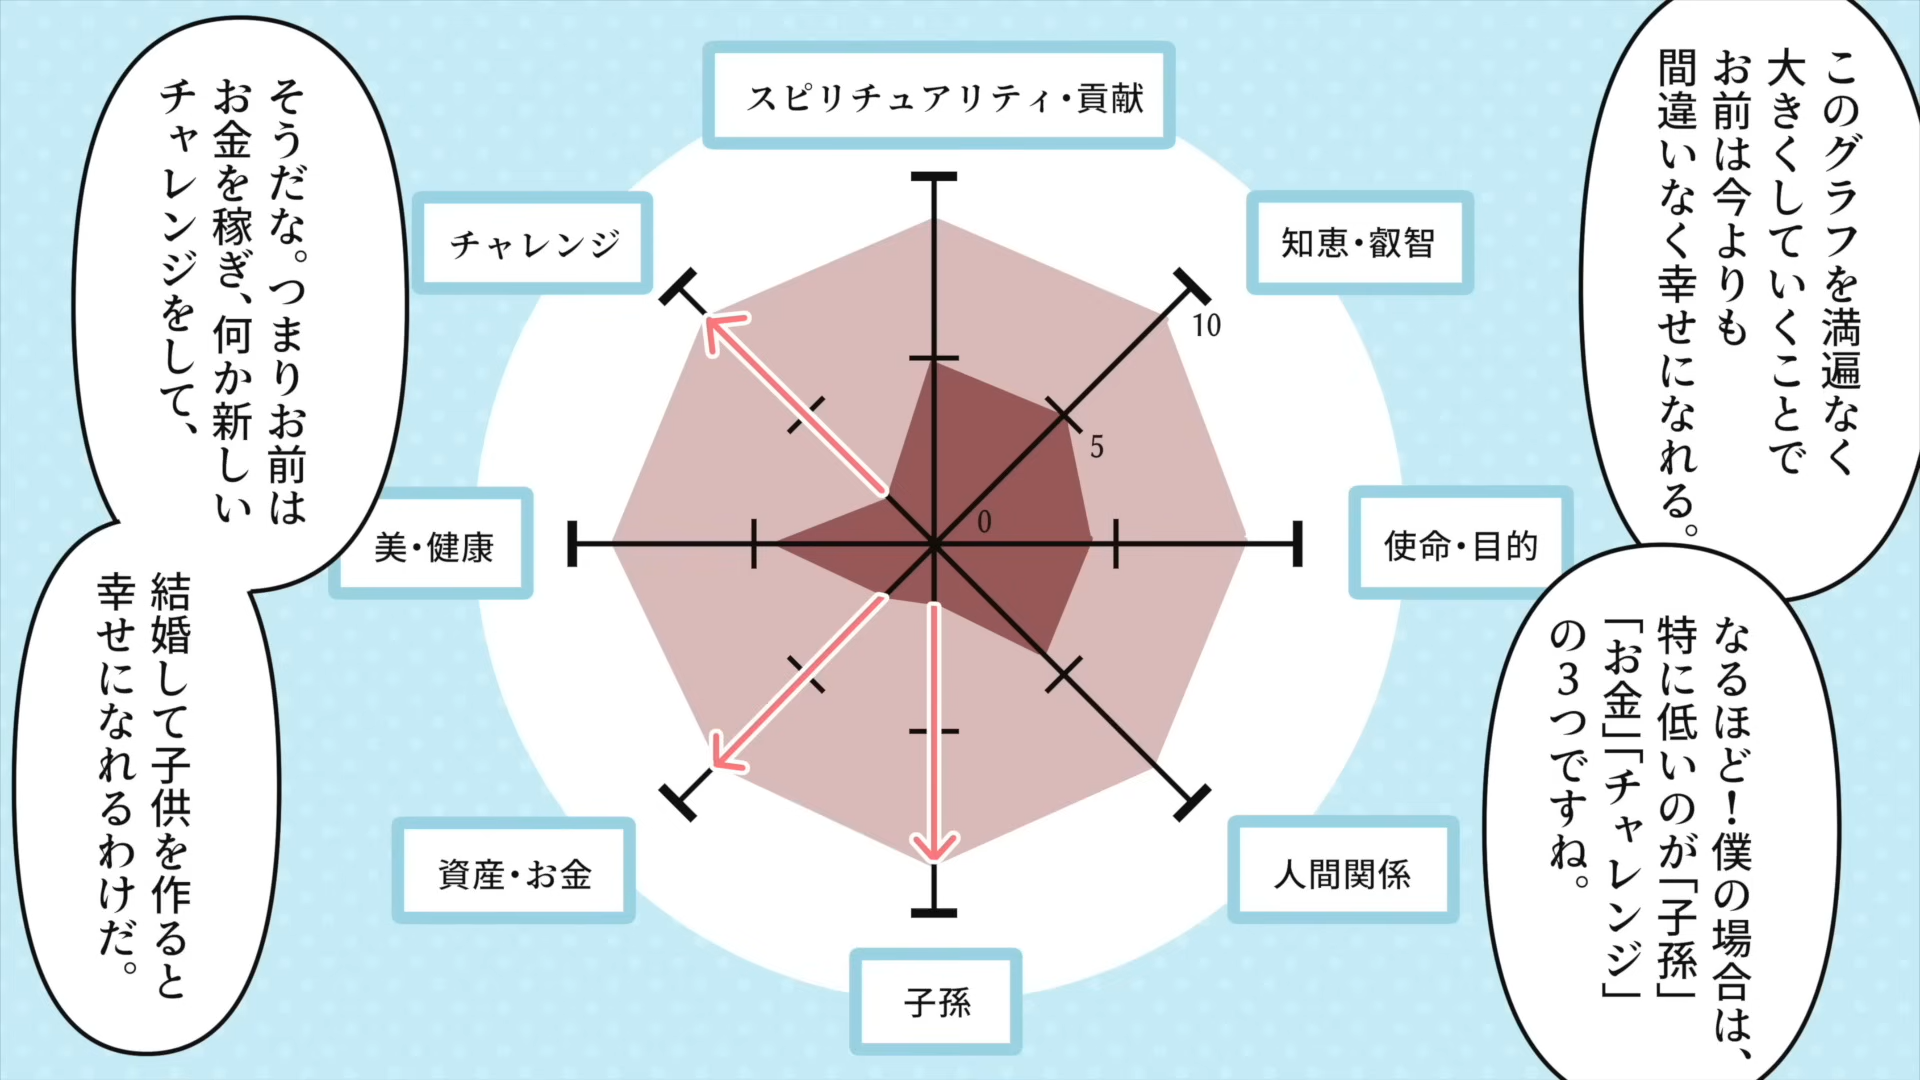 このグラフを満遍なく
大きくしていくことで
お前は今よりも
間違いなく幸せになれる。
なるほど！僕の場合は、
特に低いのが「子孫」
「お金」「チャレンジ」
の３つですね。
そうだな。つまりお前は
お金を稼ぎ、何か新しい
チャレンジをして、
結婚して子供を作ると
幸せになれるわけだ。
スピリチュアリティ・貢献
チャレンジ
知恵・叡智
10
5
0
美・健康
使命・目的
資産・お金
人間関係
子孫